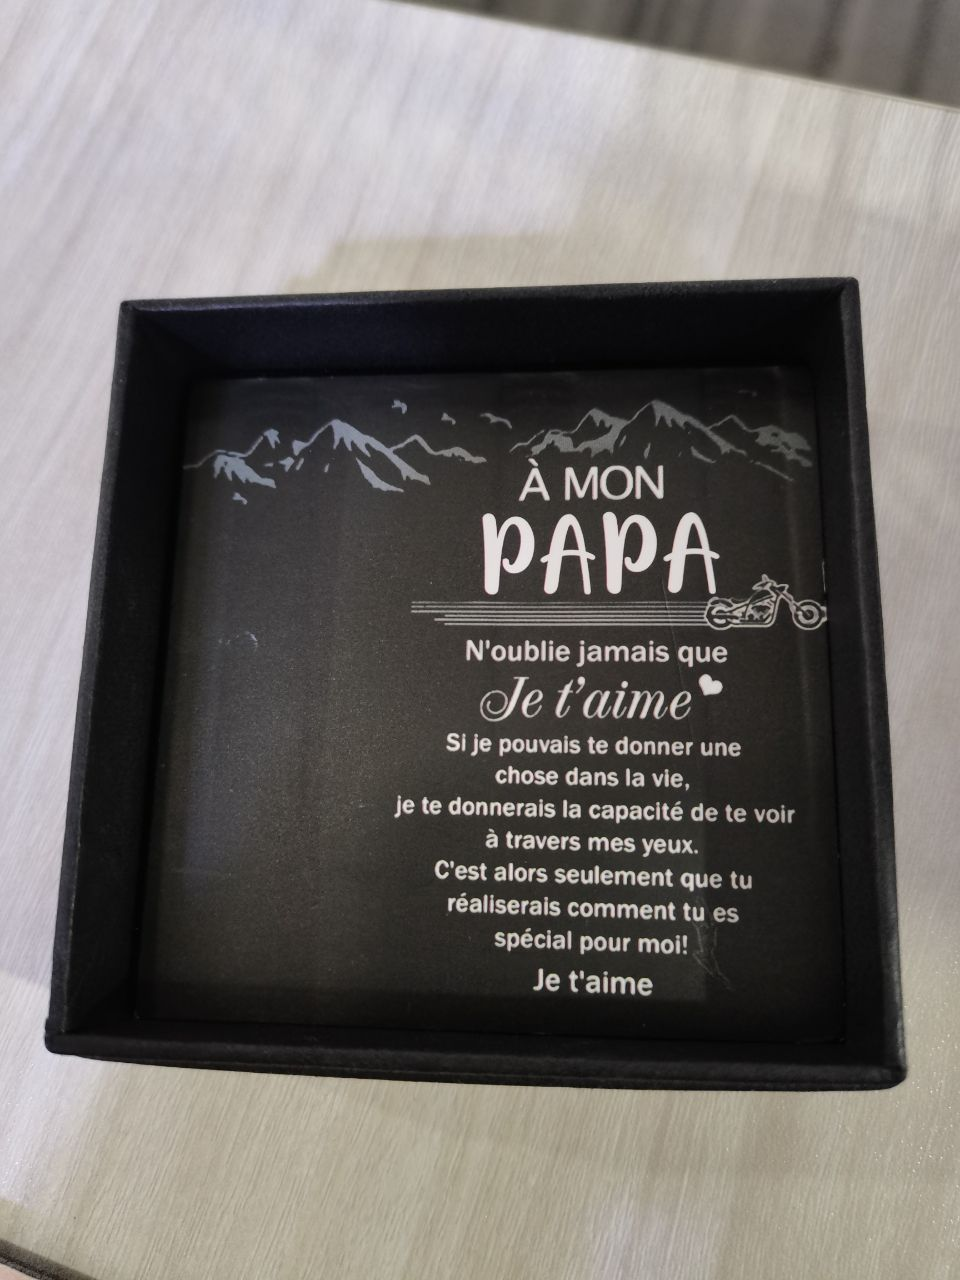 À MON
PAPA
N'oublie jamais que
Je t'aime
Si je pouvais te donner une
chose dans la vie,
je te donnerais la capacité de te voir
à travers mes yeux.
C'est alors seulement que tu
réaliserais comment tu es
spécial pour moi!
Je t'aime